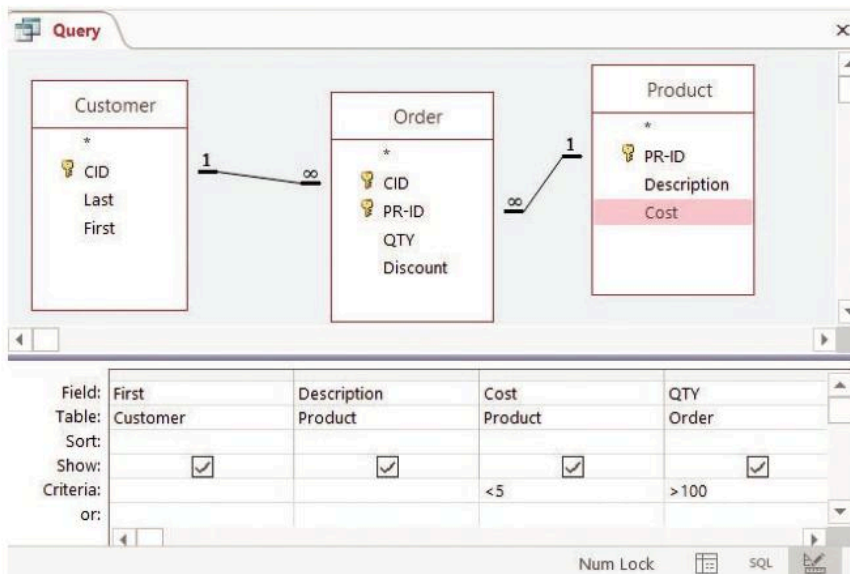 Query
Customer
*
CID
Last
First
1
∞
Order
*
CID
PR-ID
QTY
Discount
∞
1
Product
*
PR-ID
Description
Cost
Field: First Description Cost QTY
Table: Customer Product Product Order
Sort:
Show:
Criteria: <5 >100
or:
Num Lock SQL